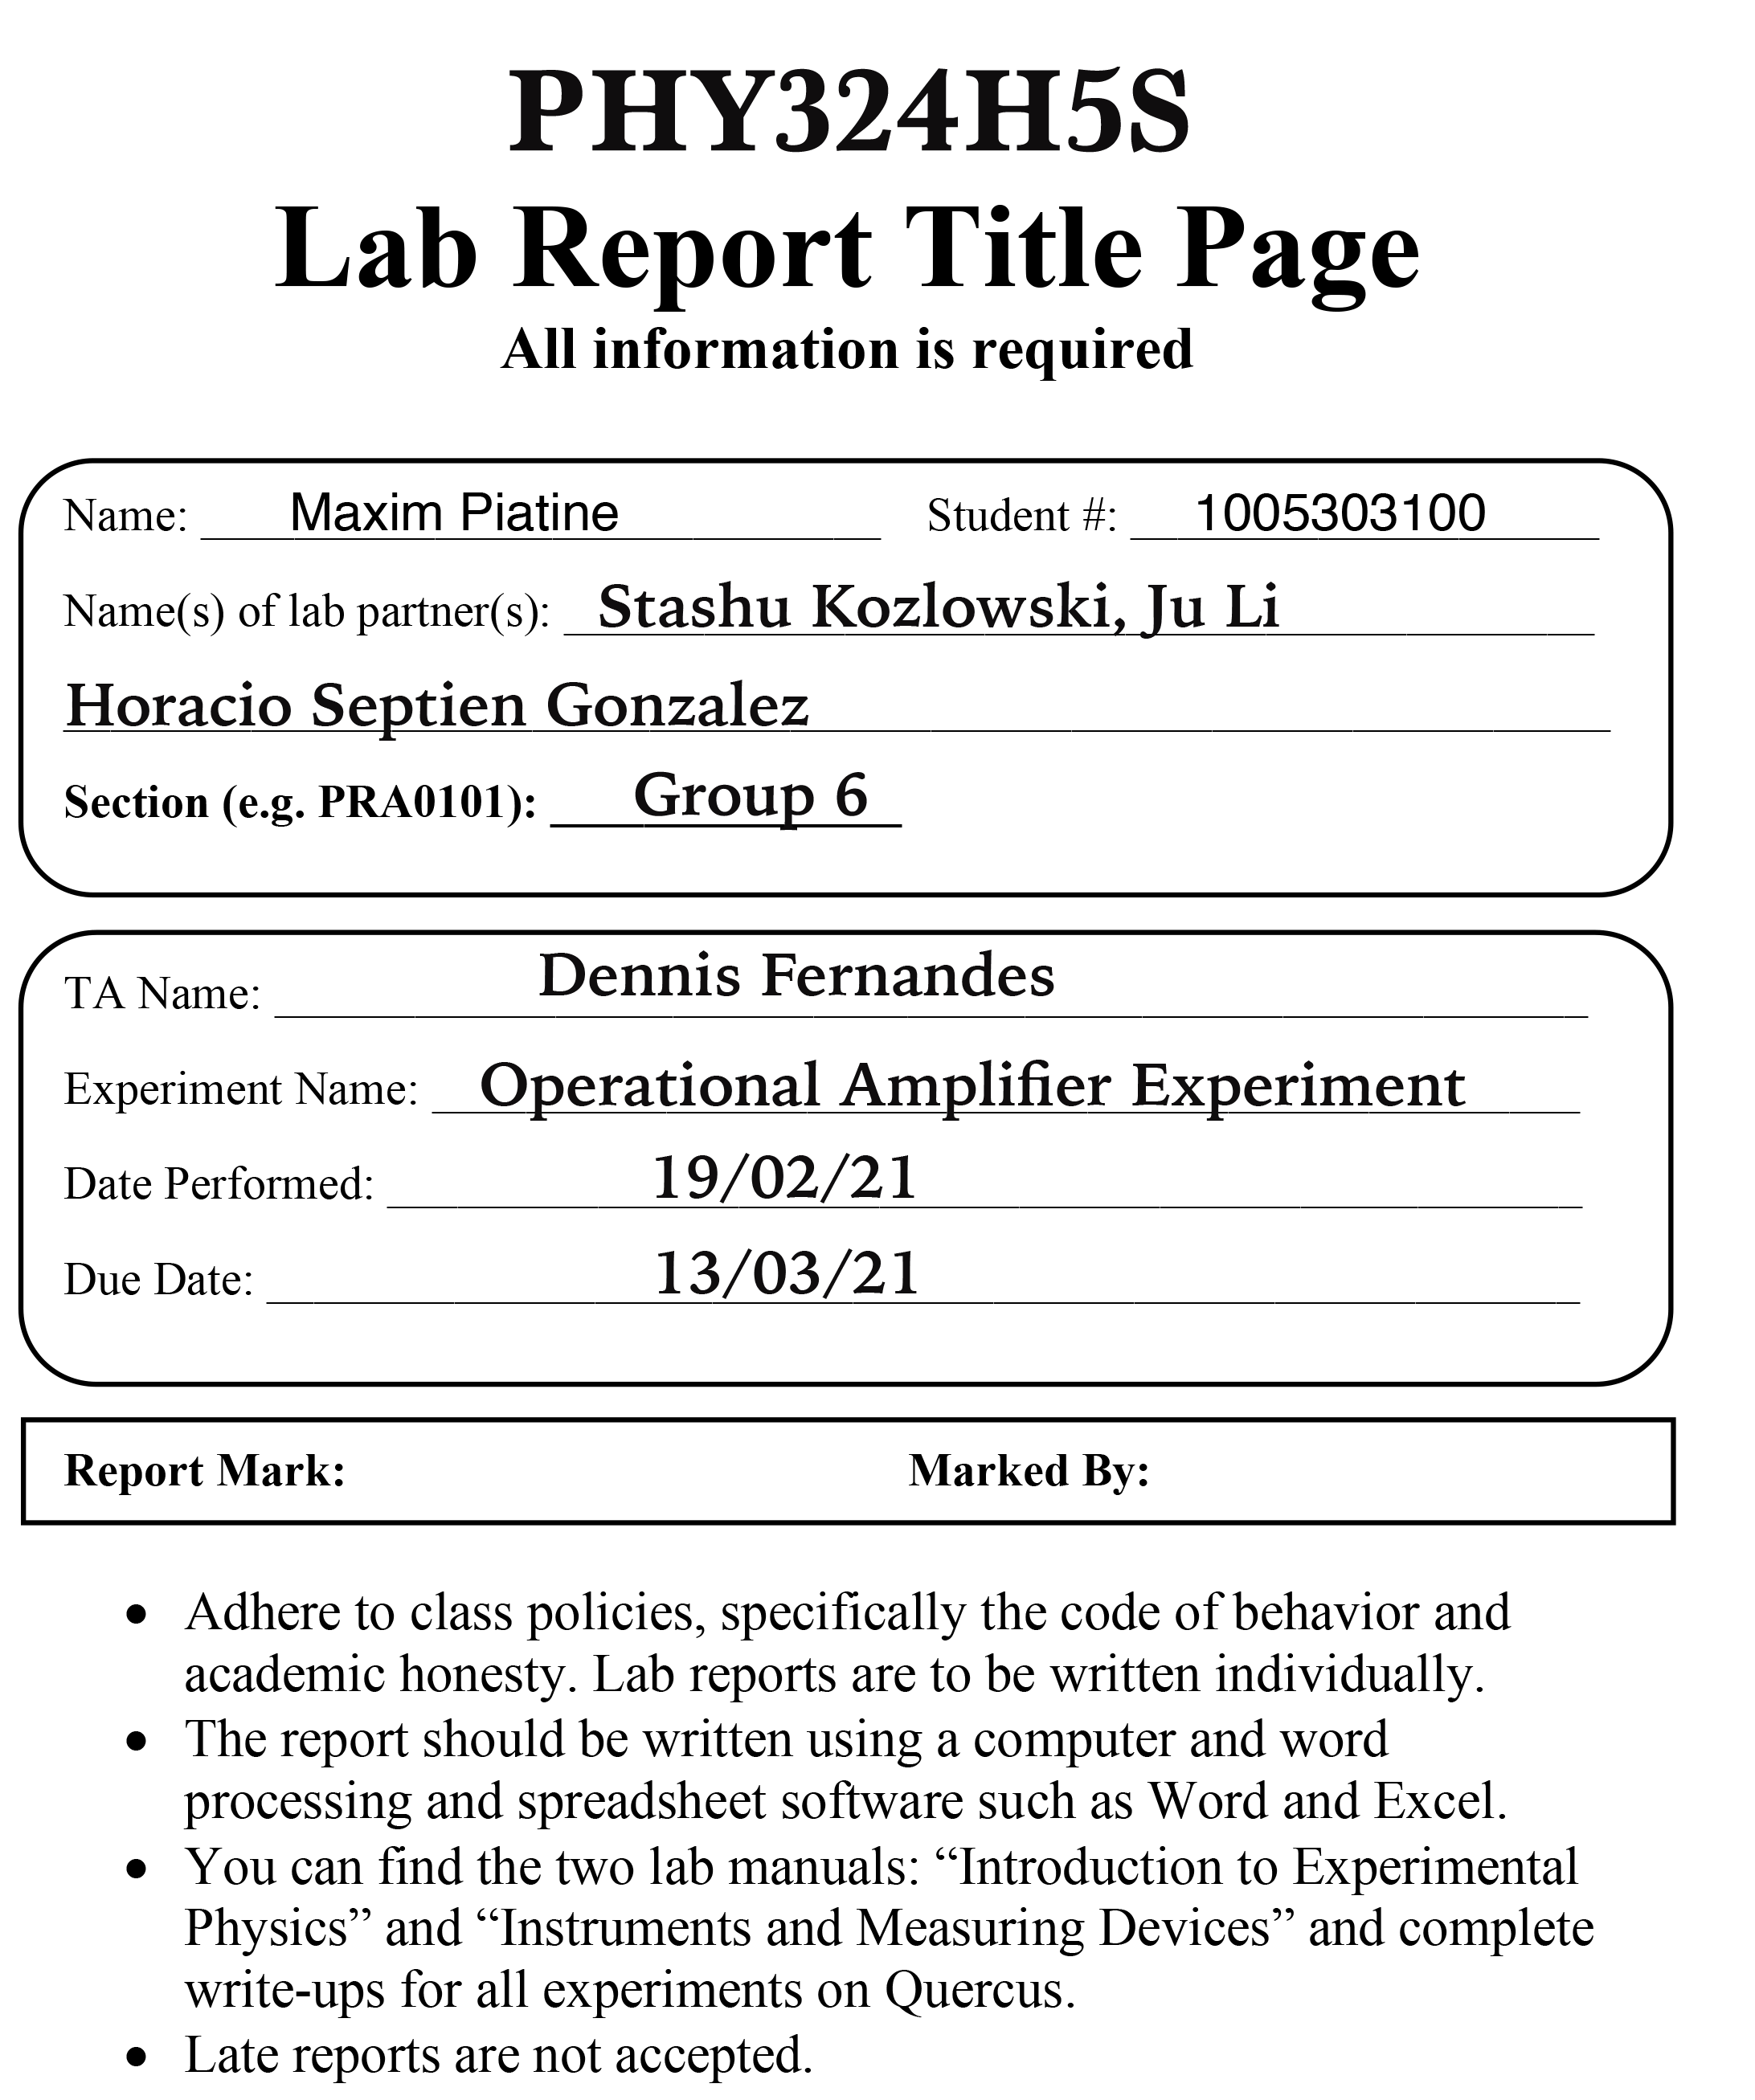 PHY324H5S
Lab Report Title Page
All information is required
Name: Maxim Piatine Student #: 1005303100
Name(s) of lab partner(s): Stashu Kozlowski, Ju Li
Horacio Septien Gonzalez
Section (e.g. PRA0101): Group 6
TA Name: Dennis Fernandes
Experiment Name: Operational Amplifier Experiment
Date Performed: 19/02/21
Due Date: 13/03/21
Report Mark: Marked By:
• Adhere to class policies, specifically the code of behavior and
academic honesty. Lab reports are to be written individually.
• The report should be written using a computer and word
processing and spreadsheet software such as Word and Excel.
• You can find the two lab manuals: “Introduction to Experimental
Physics” and “Instruments and Measuring Devices” and complete
write-ups for all experiments on Quercus.
• Late reports are not accepted.